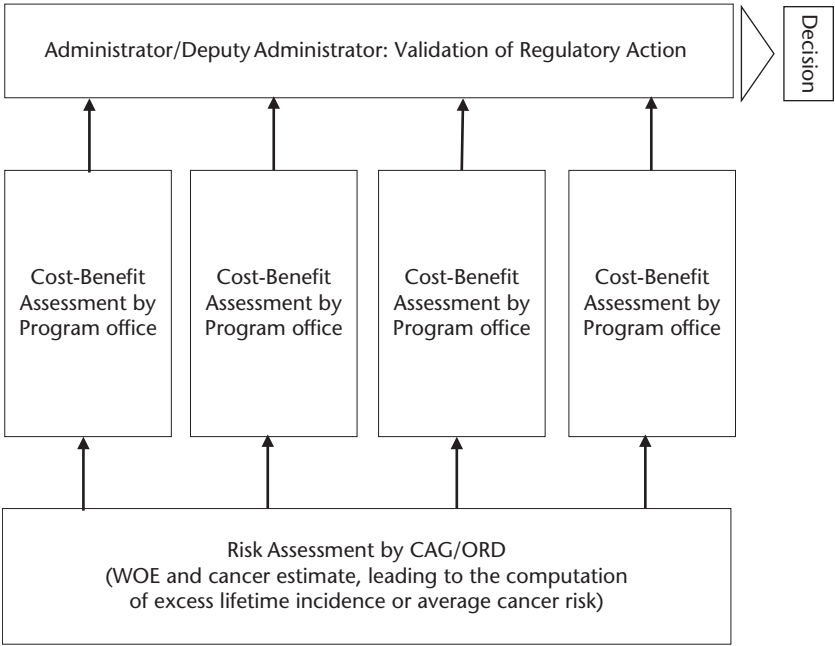 Administrator/Deputy Administrator: Validation of Regulatory Action
Decision
Cost-Benefit
Assessment by
Program office
Cost-Benefit
Assessment by
Program office
Cost-Benefit
Assessment by
Program office
Cost-Benefit
Assessment by
Program office
Risk Assessment by CAG/ORD
(WOE and cancer estimate, leading to the computation
of excess lifetime incidence or average cancer risk)